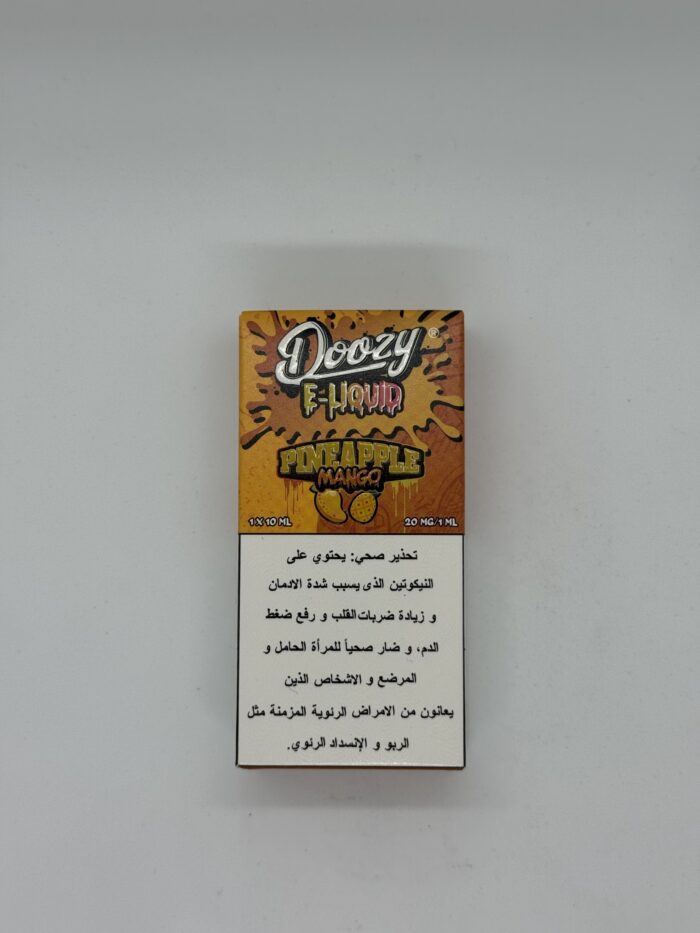 Doozy®
E-LIQUID
PINEAPPLE
MANGO
1 X 10 ML 20 MG/1 ML
تحذير صحي: يحتوي على
النيكوتين الذى يسبب شدة الادمان
و زيادة ضربات القلب و رفع ضغط
الدم، و ضار صحياً للمرأة الحامل و
المرضع و الاشخاص الذين
يعانون من الامراض الرئوية المزمنة مثل
الربو و الإنسداد الرئوي.